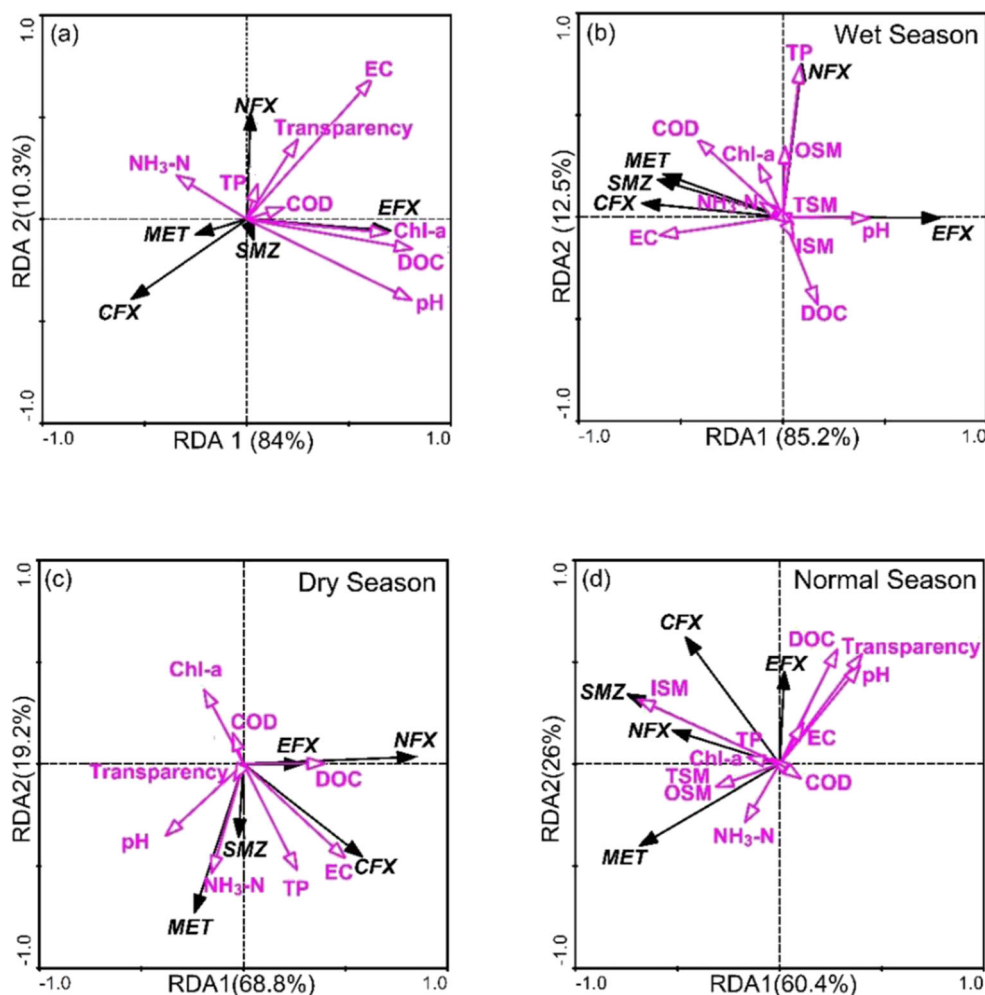 (a)
1.0
EC
NFX
Transparency
NH₃-N
TP
COD
EFX
Chl-a
MET
SMZ
DOC
pH
CFX
RDA 2(10.3%)
-1.0
-1.0
RDA 1 (84%)
1.0
(b)
Wet Season
TP
NFX
COD
OSM
Chl-a
MET
SMZ
CFX
NH₃-N
TSM
EC
ISM
pH
EFX
DOC
RDA2 (12.5%)
1.0
-1.0
-1.0
RDA1 (85.2%)
1.0
(c)
Dry Season
1.0
Chl-a
COD
EFX
NFX
Transparency
DOC
pH
SMZ
CFX
EC
NH₃-N
TP
MET
RDA2(19.2%)
-1.0
-1.0
RDA1(68.8%)
1.0
(d)
Normal Season
1.0
CFX
DOC
Transparency
EFX
pH
SMZ
ISM
NFX
EC
TP
Chl-a
TSM
COD
OSM
NH₃-N
MET
RDA2(26%)
-1.0
-1.0
RDA1(60.4%)
1.0